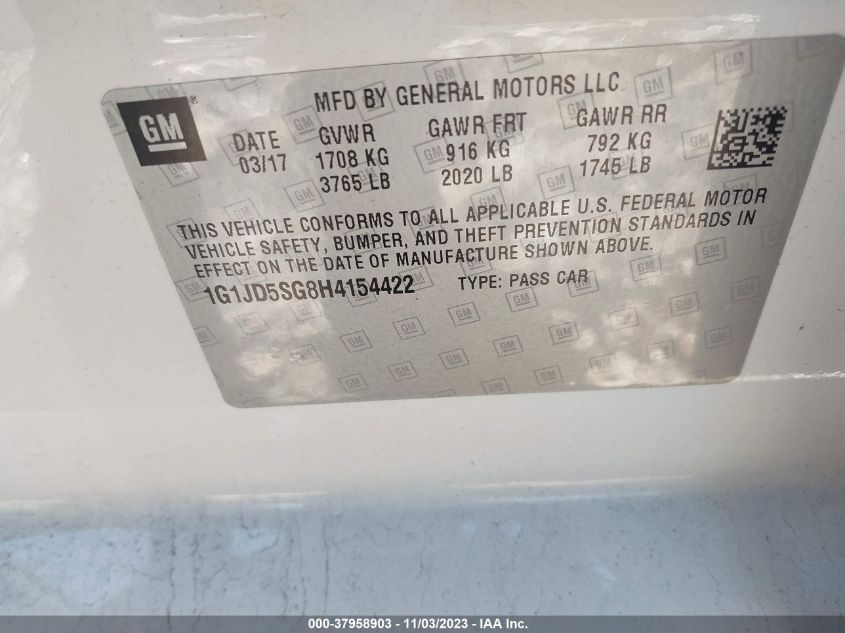 GM
®
MFD BY GENERAL MOTORS LLC
DATE GVWR GAWR FRT GAWR RR
03/17 1708 KG 916 KG 792 KG
3765 LB 2020 LB 1745 LB
THIS VEHICLE CONFORMS TO ALL APPLICABLE U.S. FEDERAL MOTOR
VEHICLE SAFETY, BUMPER, AND THEFT PREVENTION STANDARDS IN
EFFECT ON THE DATE OF MANUFACTURE SHOWN ABOVE.
1G1JD5SG8H4154422 TYPE: PASS CAR
000-37958903 - 11/03/2023 - IAA Inc.